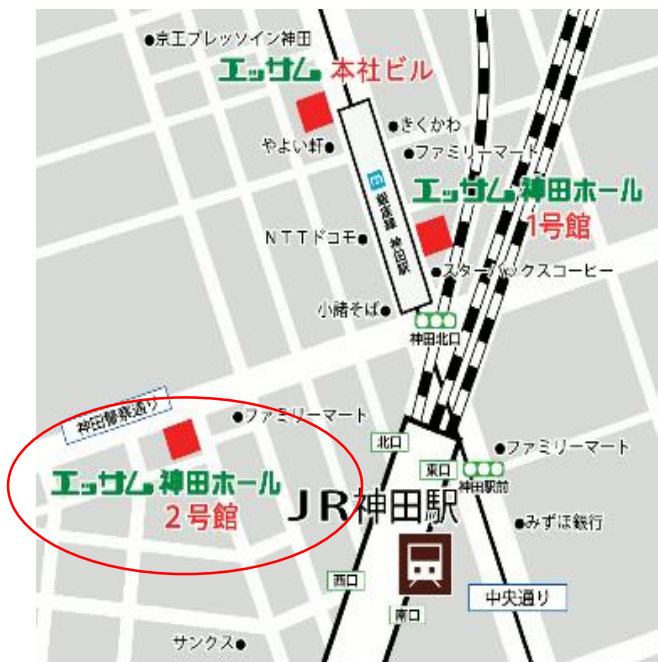 京王プレッソイン神田
エッサム 本社ビル
きくかわ
やよい軒
ファミリーマート
エッサム 神田ホール
1号館
銀座線 神田駅
NTTドコモ
スターバックスコーヒー
小諸そば
神田北口
神田警察通り
ファミリーマート
北口
ファミリーマート
東口
エッサム 神田ホール
2号館
神田駅前
JR神田駅
みずほ銀行
西口
中央通り
南口
サンクス